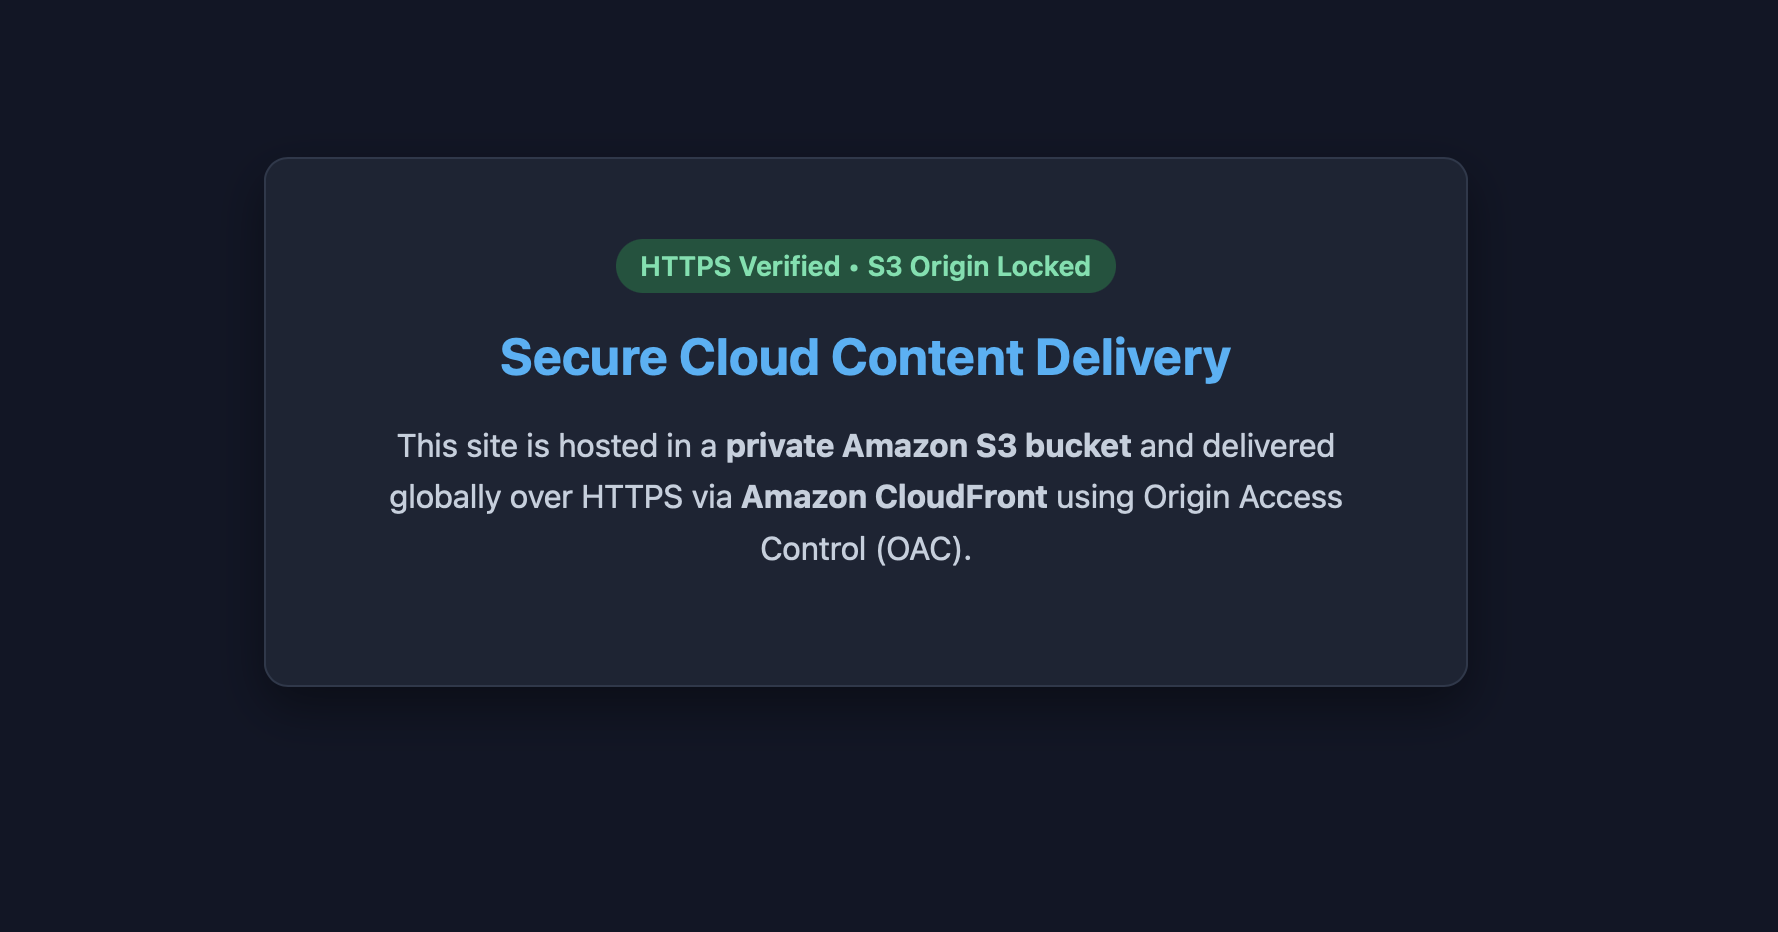 HTTPS Verified • S3 Origin Locked
Secure Cloud Content Delivery
This site is hosted in a private Amazon S3 bucket and delivered
globally over HTTPS via Amazon CloudFront using Origin Access
Control (OAC).